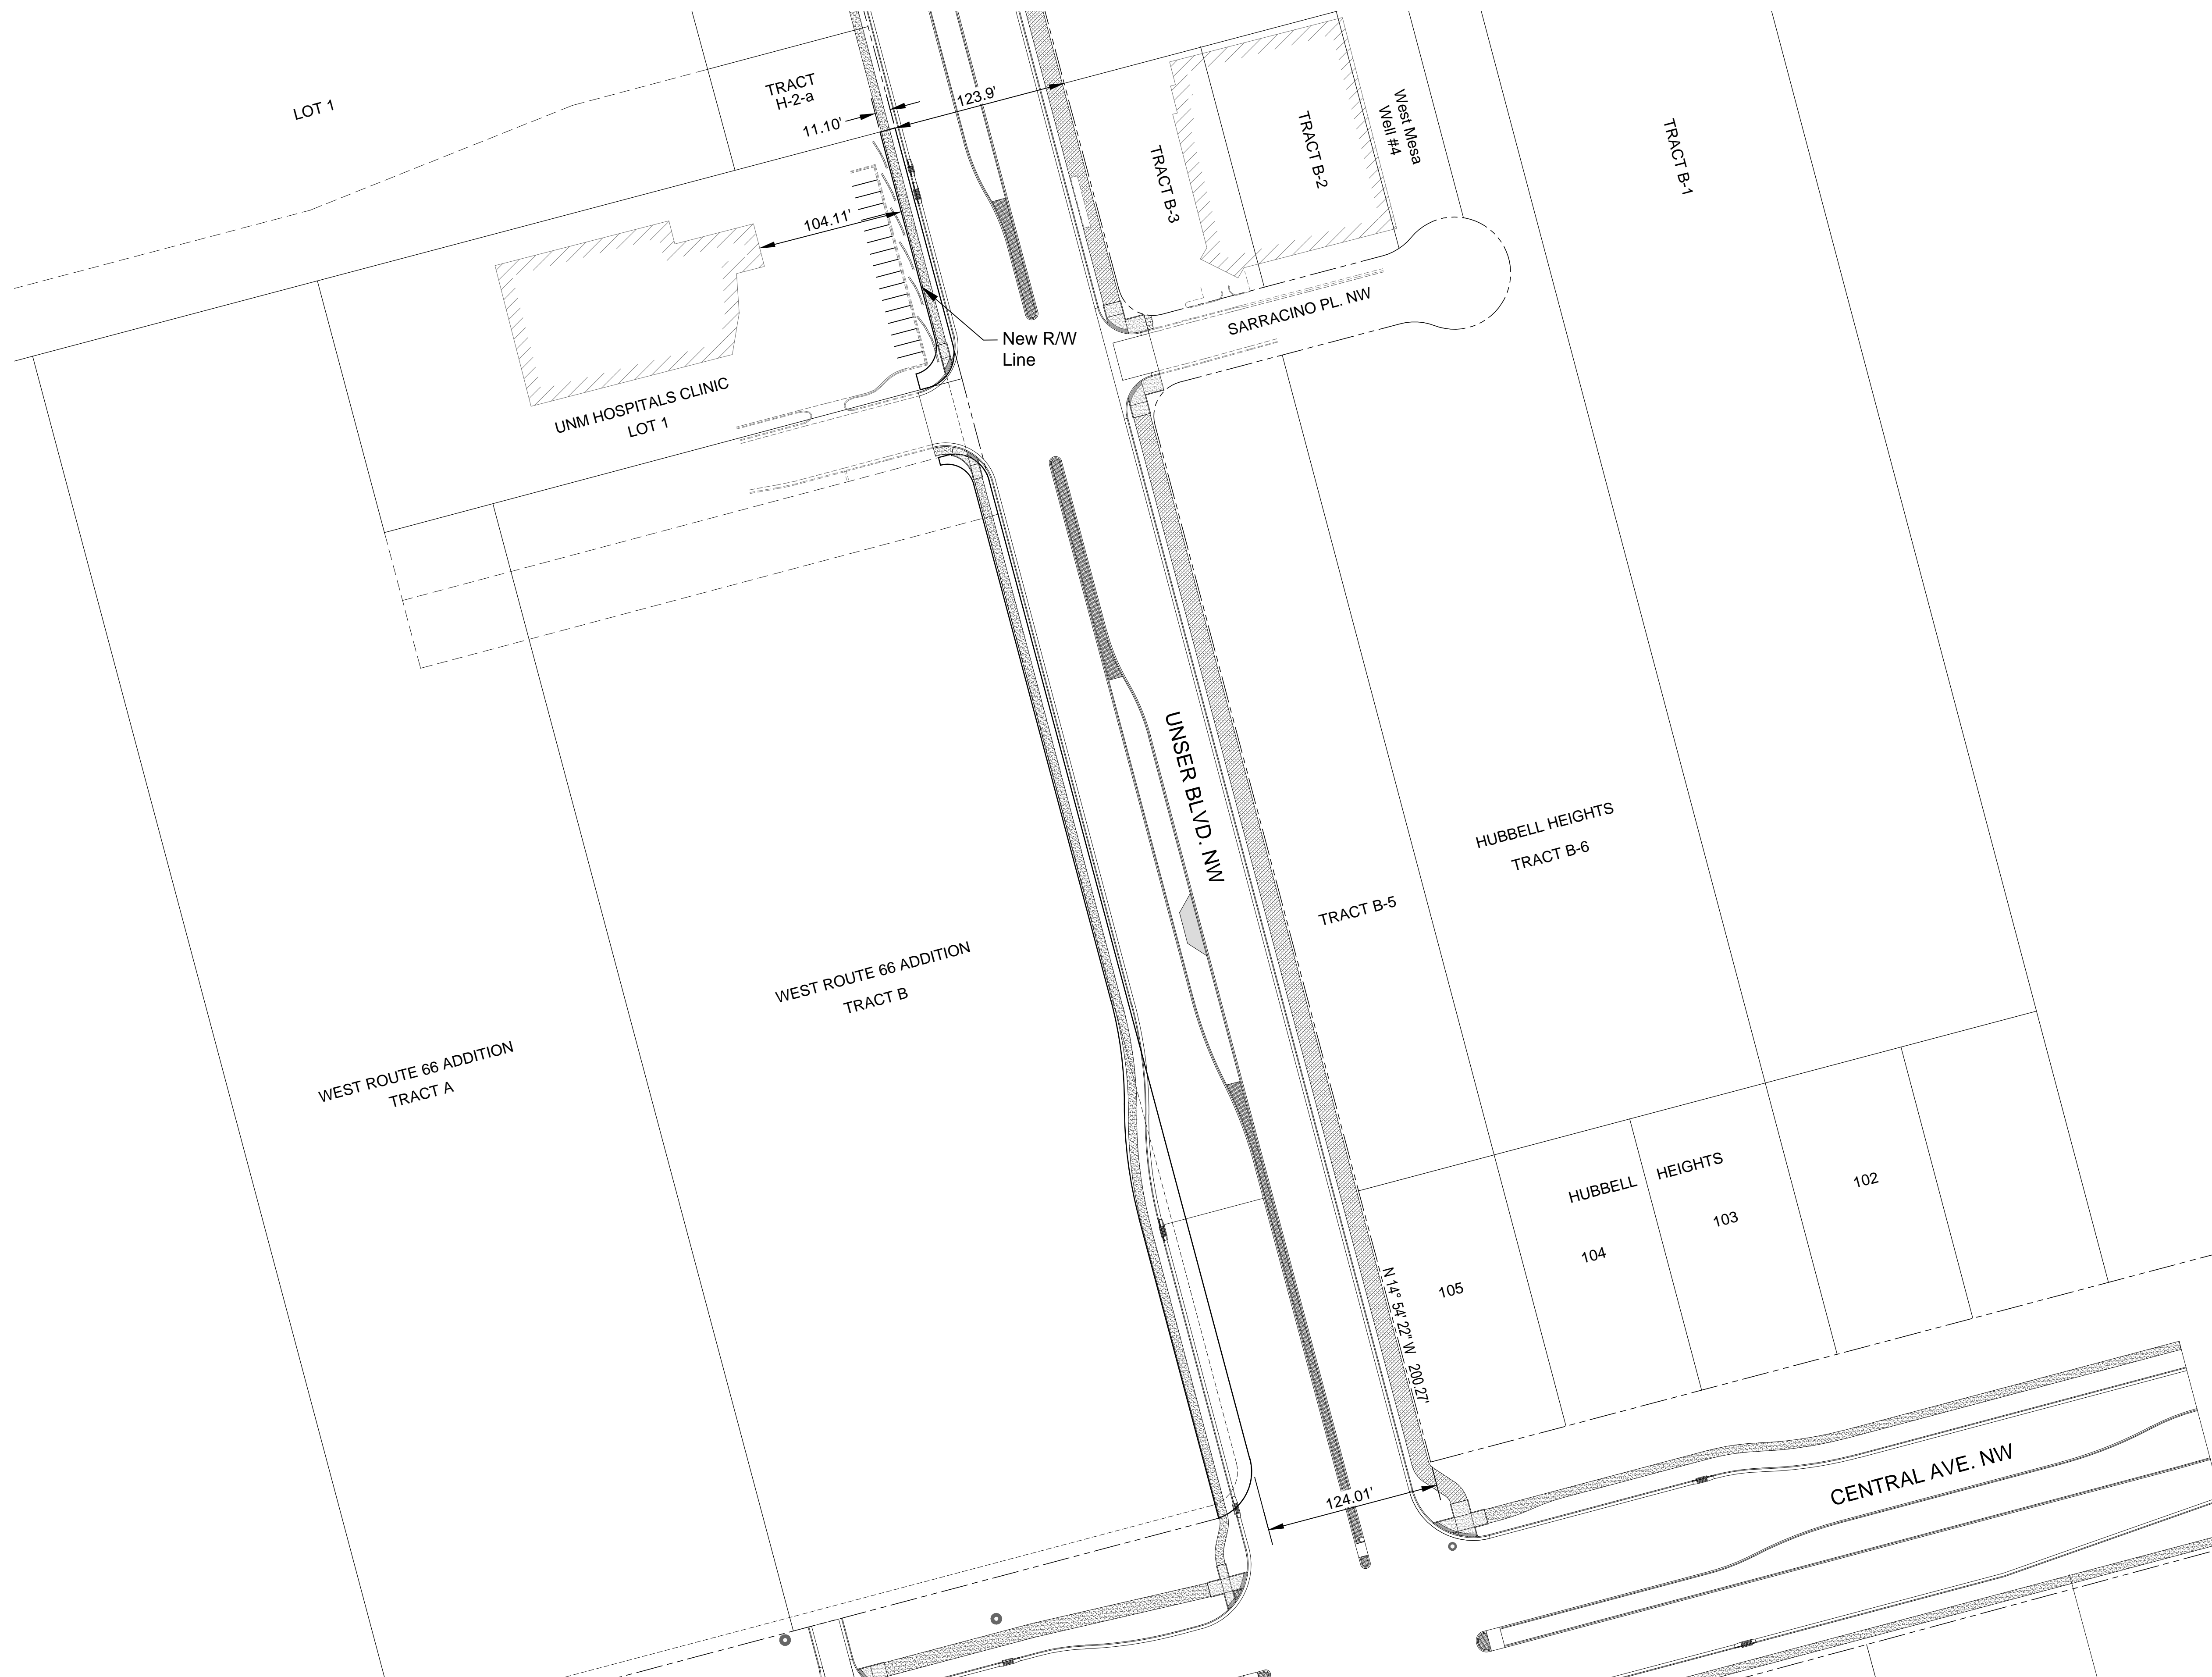 LOT 1
TRACT
H-2-a
11.10'
123.9'
104.11'
TRACT B-3
TRACT B-2
West Mesa
Well #4
TRACT B-1
SARRACINO PL. NW
New R/W
Line
UNM HOSPITALS CLINIC
LOT 1
UNSER BLVD. NW
HUBBELL HEIGHTS
TRACT B-6
TRACT B-5
WEST ROUTE 66 ADDITION
TRACT B
WEST ROUTE 66 ADDITION
TRACT A
HUBBELL HEIGHTS
102
103
104
105
N 14° 54' 22" W 200.27'
124.01'
CENTRAL AVE. NW